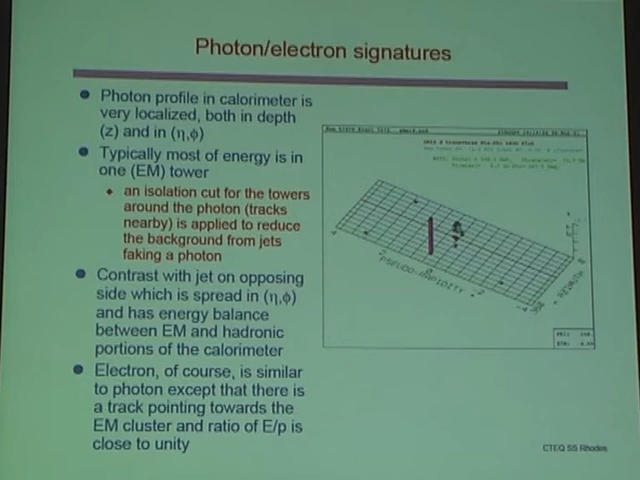 Photon/electron signatures
Photon profile in calorimeter is
very localized, both in depth
(z) and in (η,φ)
Typically most of energy is in
one (EM) tower
an isolation cut for the towers
around the photon (tracks
nearby) is applied to reduce
the background from jets
faking a photon
Contrast with jet on opposing
side which is spread in (η,φ)
and has energy balance
between EM and hadronic
portions of the calorimeter
Electron, of course, is similar
to photon except that there is
a track pointing towards the
EM cluster and ratio of E/p is
close to unity
PSEUDO-RAPIDITY
CTEQ SS Rhodes